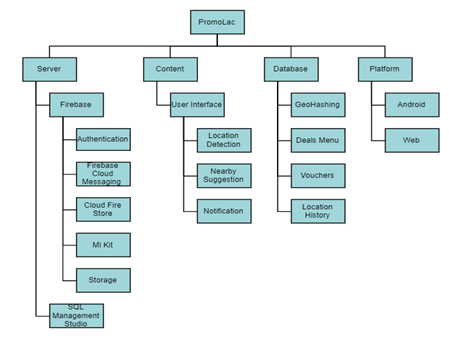 PromoLac
Server
Content
Database
Platform
Firebase
User Interface
GeoHashing
Android
Authentication
Location
Detection
Deals Menu
Web
Firebase
Cloud
Messaging
Nearby
Suggestion
Vouchers
Cloud Fire
Store
Notification
Location
History
MI Kit
Storage
SQL
Management
Studio